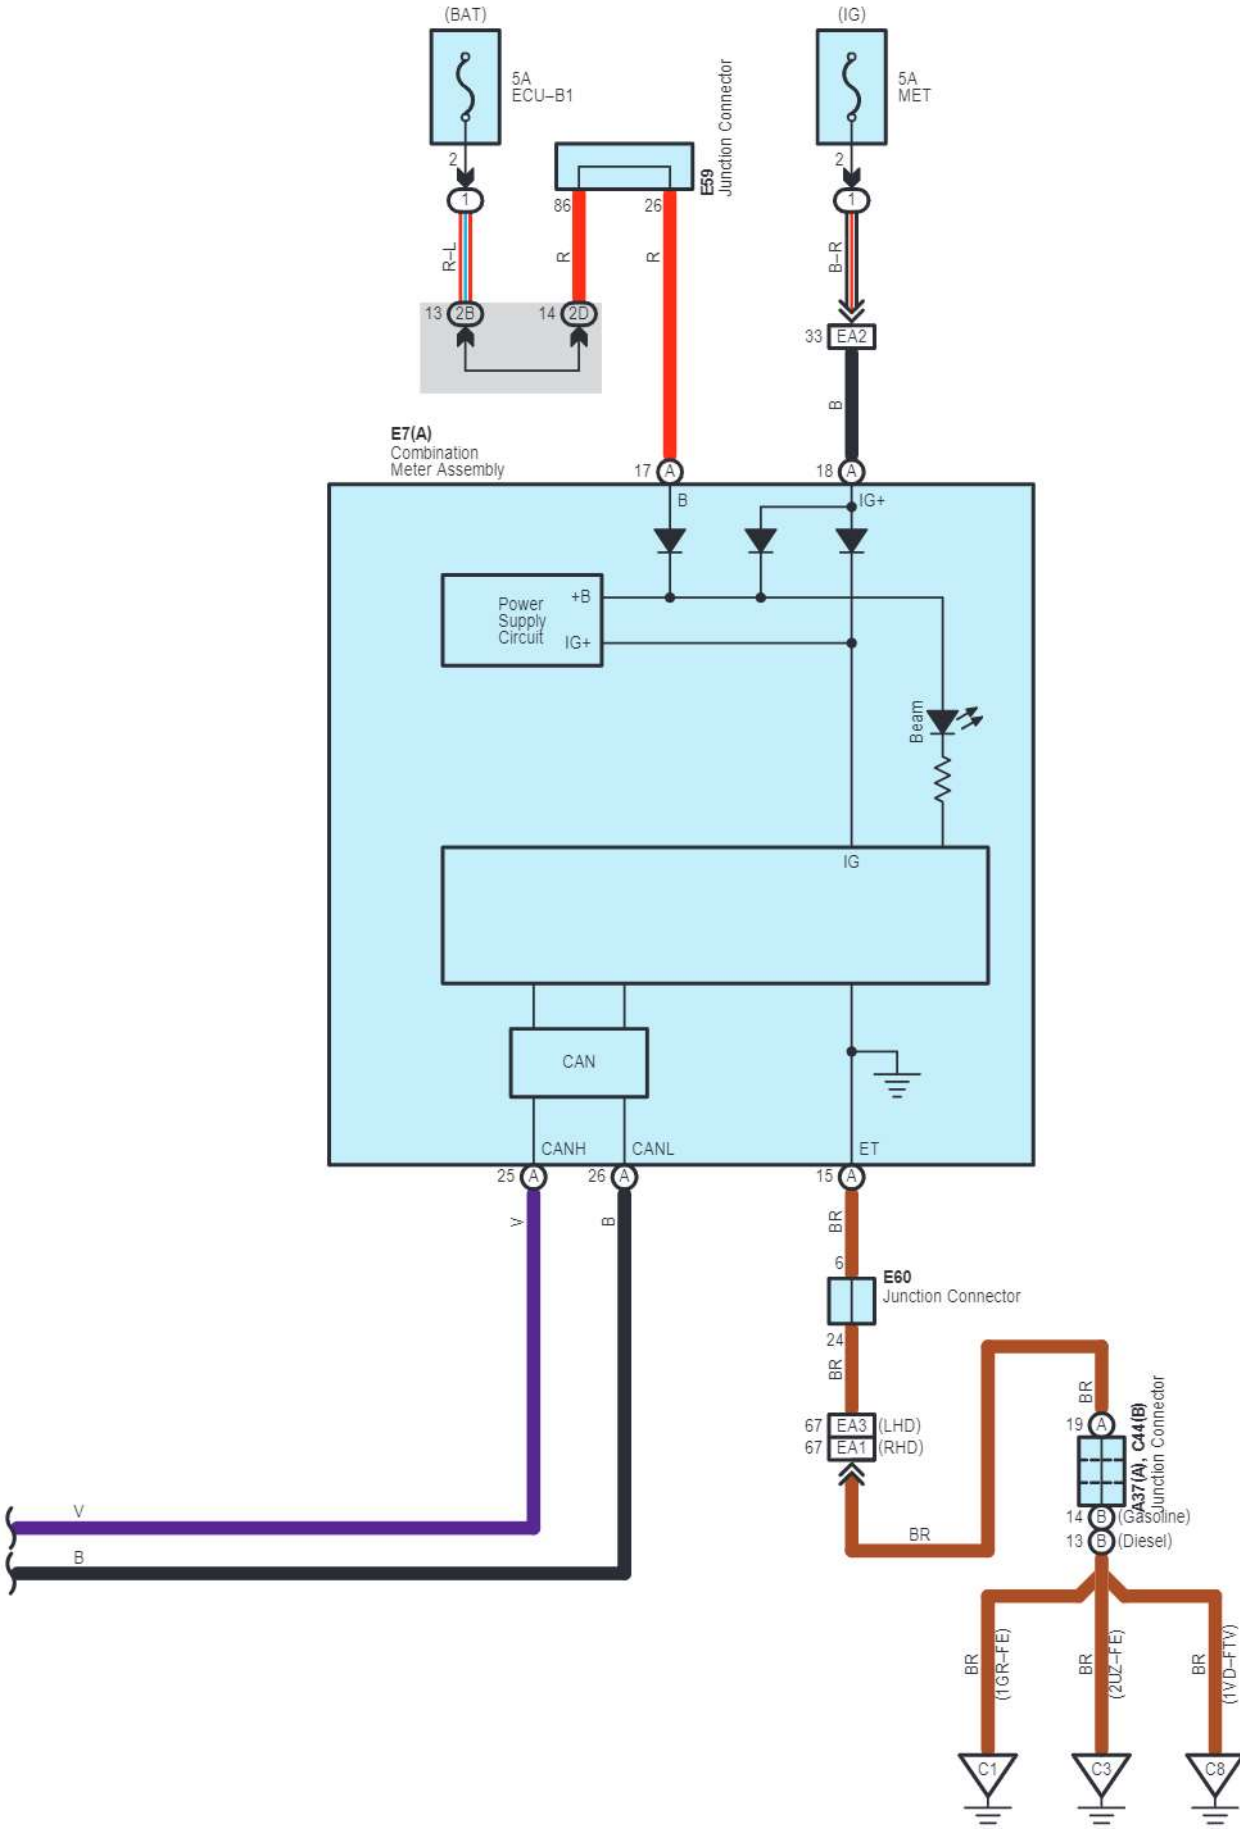 (BAT)
(IG)
5A
ECU–B1
5A
MET
E59
Junction Connector
2
2
1
1
86
26
R–L
R
R
B–R
13
2B
14
2D
33
EA2
B
E7(A)
Combination
Meter Assembly
17
A
18
A
B
IG+
Power
Supply
Circuit
+B
IG+
Beam
IG
CAN
CANH
CANL
ET
25
A
26
A
15
A
V
B
BR
6
E60
Junction Connector
24
BR
BR
67
EA3
(LHD)
67
EA1
(RHD)
19
A
A37(A), C44(B)
Junction Connector
14
B
(Gasoline)
13
B
(Diesel)
V
BR
B
BR
(1GR–FE)
BR
(2UZ–FE)
BR
(1VD–FTV)
C1
C3
C8